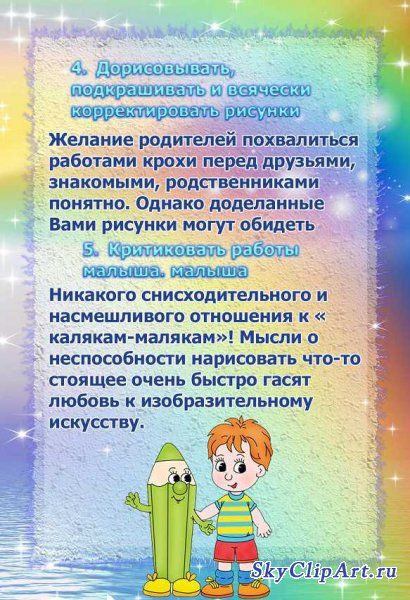 4. Дорисовывать,
подкрашивать и всячески
корректировать рисунки
Желание родителей похвалиться
работами крохи перед друзьями,
знакомыми, родственниками
понятно. Однако доделанные
Вами рисунки могут обидеть
5. Критиковать работы
малыша. малыша
Никакого снисходительного и
насмешливого отношения к «
калякам-малякам»! Мысли о
неспособности нарисовать что-то
стоящее очень быстро гасят
любовь к изобразительному
искусству.
SkyClipArt.ru